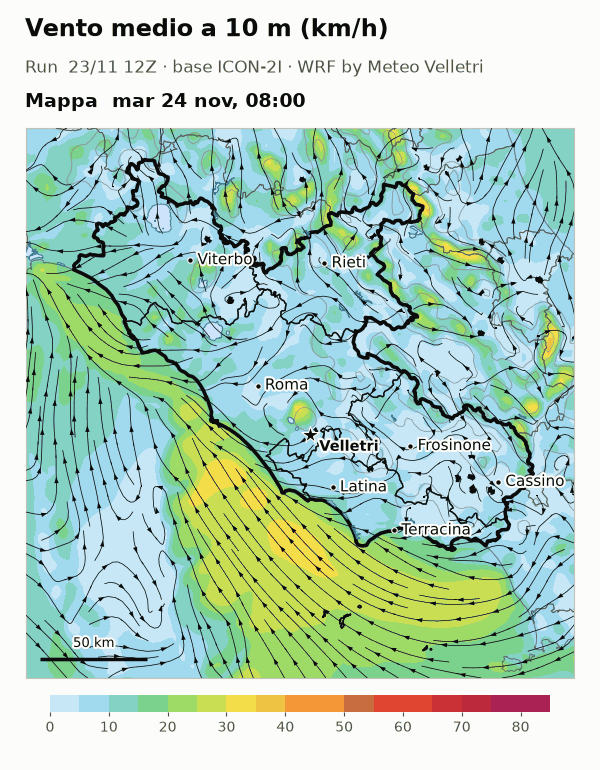 Vento medio a 10 m (km/h)
Run  23/11 12Z · base ICON-2I · WRF by Meteo Velletri
Mappa  mar 24 nov, 08:00
Viterbo
Rieti
Roma
Velletri
Frosinone
Cassino
Latina
Terracina
50 km
0 10 20 30 40 50 60 70 80